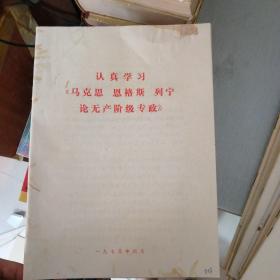 认真学习
《马克思 恩格斯 列宁
论无产阶级专政》
一九七五年四月